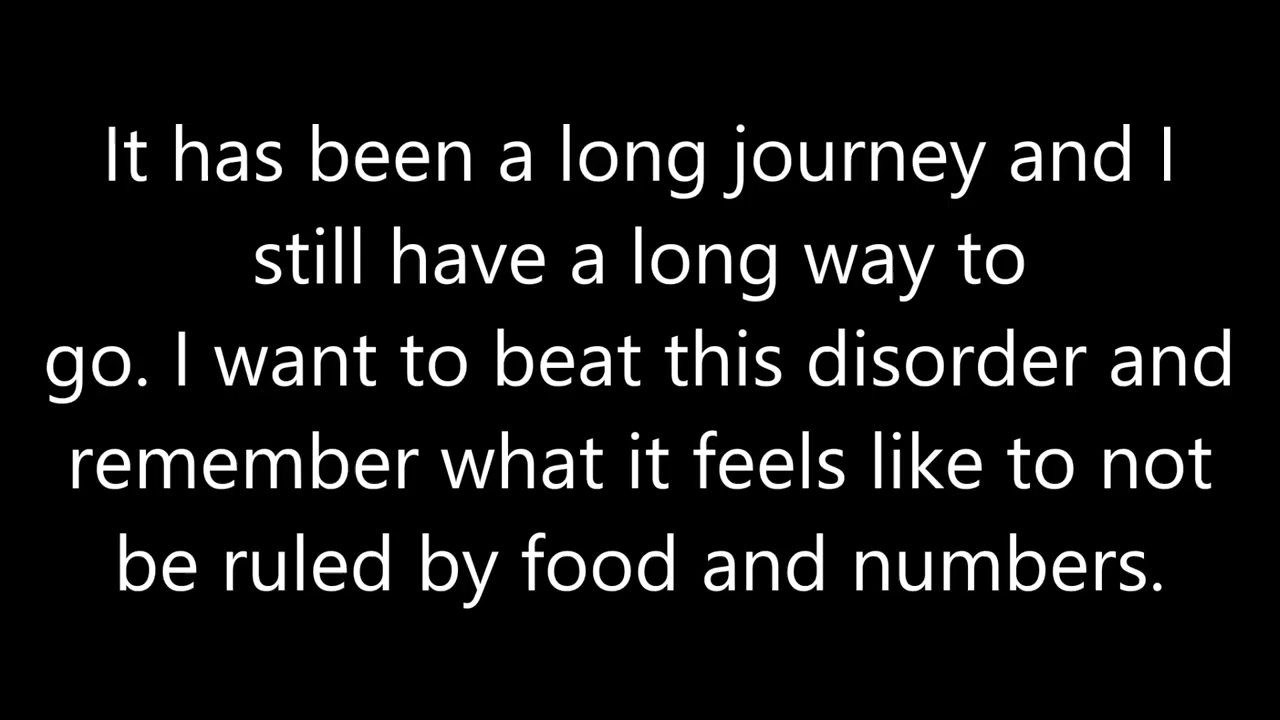 It has been a long journey and I
still have a long way to
go. I want to beat this disorder and
remember what it feels like to not
be ruled by food and numbers.